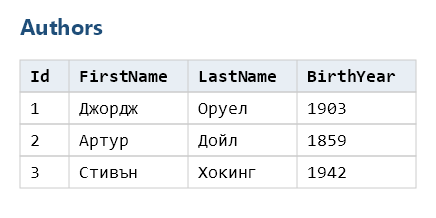 Authors
Id FirstName LastName BirthYear
1 Джордж Оруел 1903
2 Артур Дойл 1859
3 Стивън Хокинг 1942